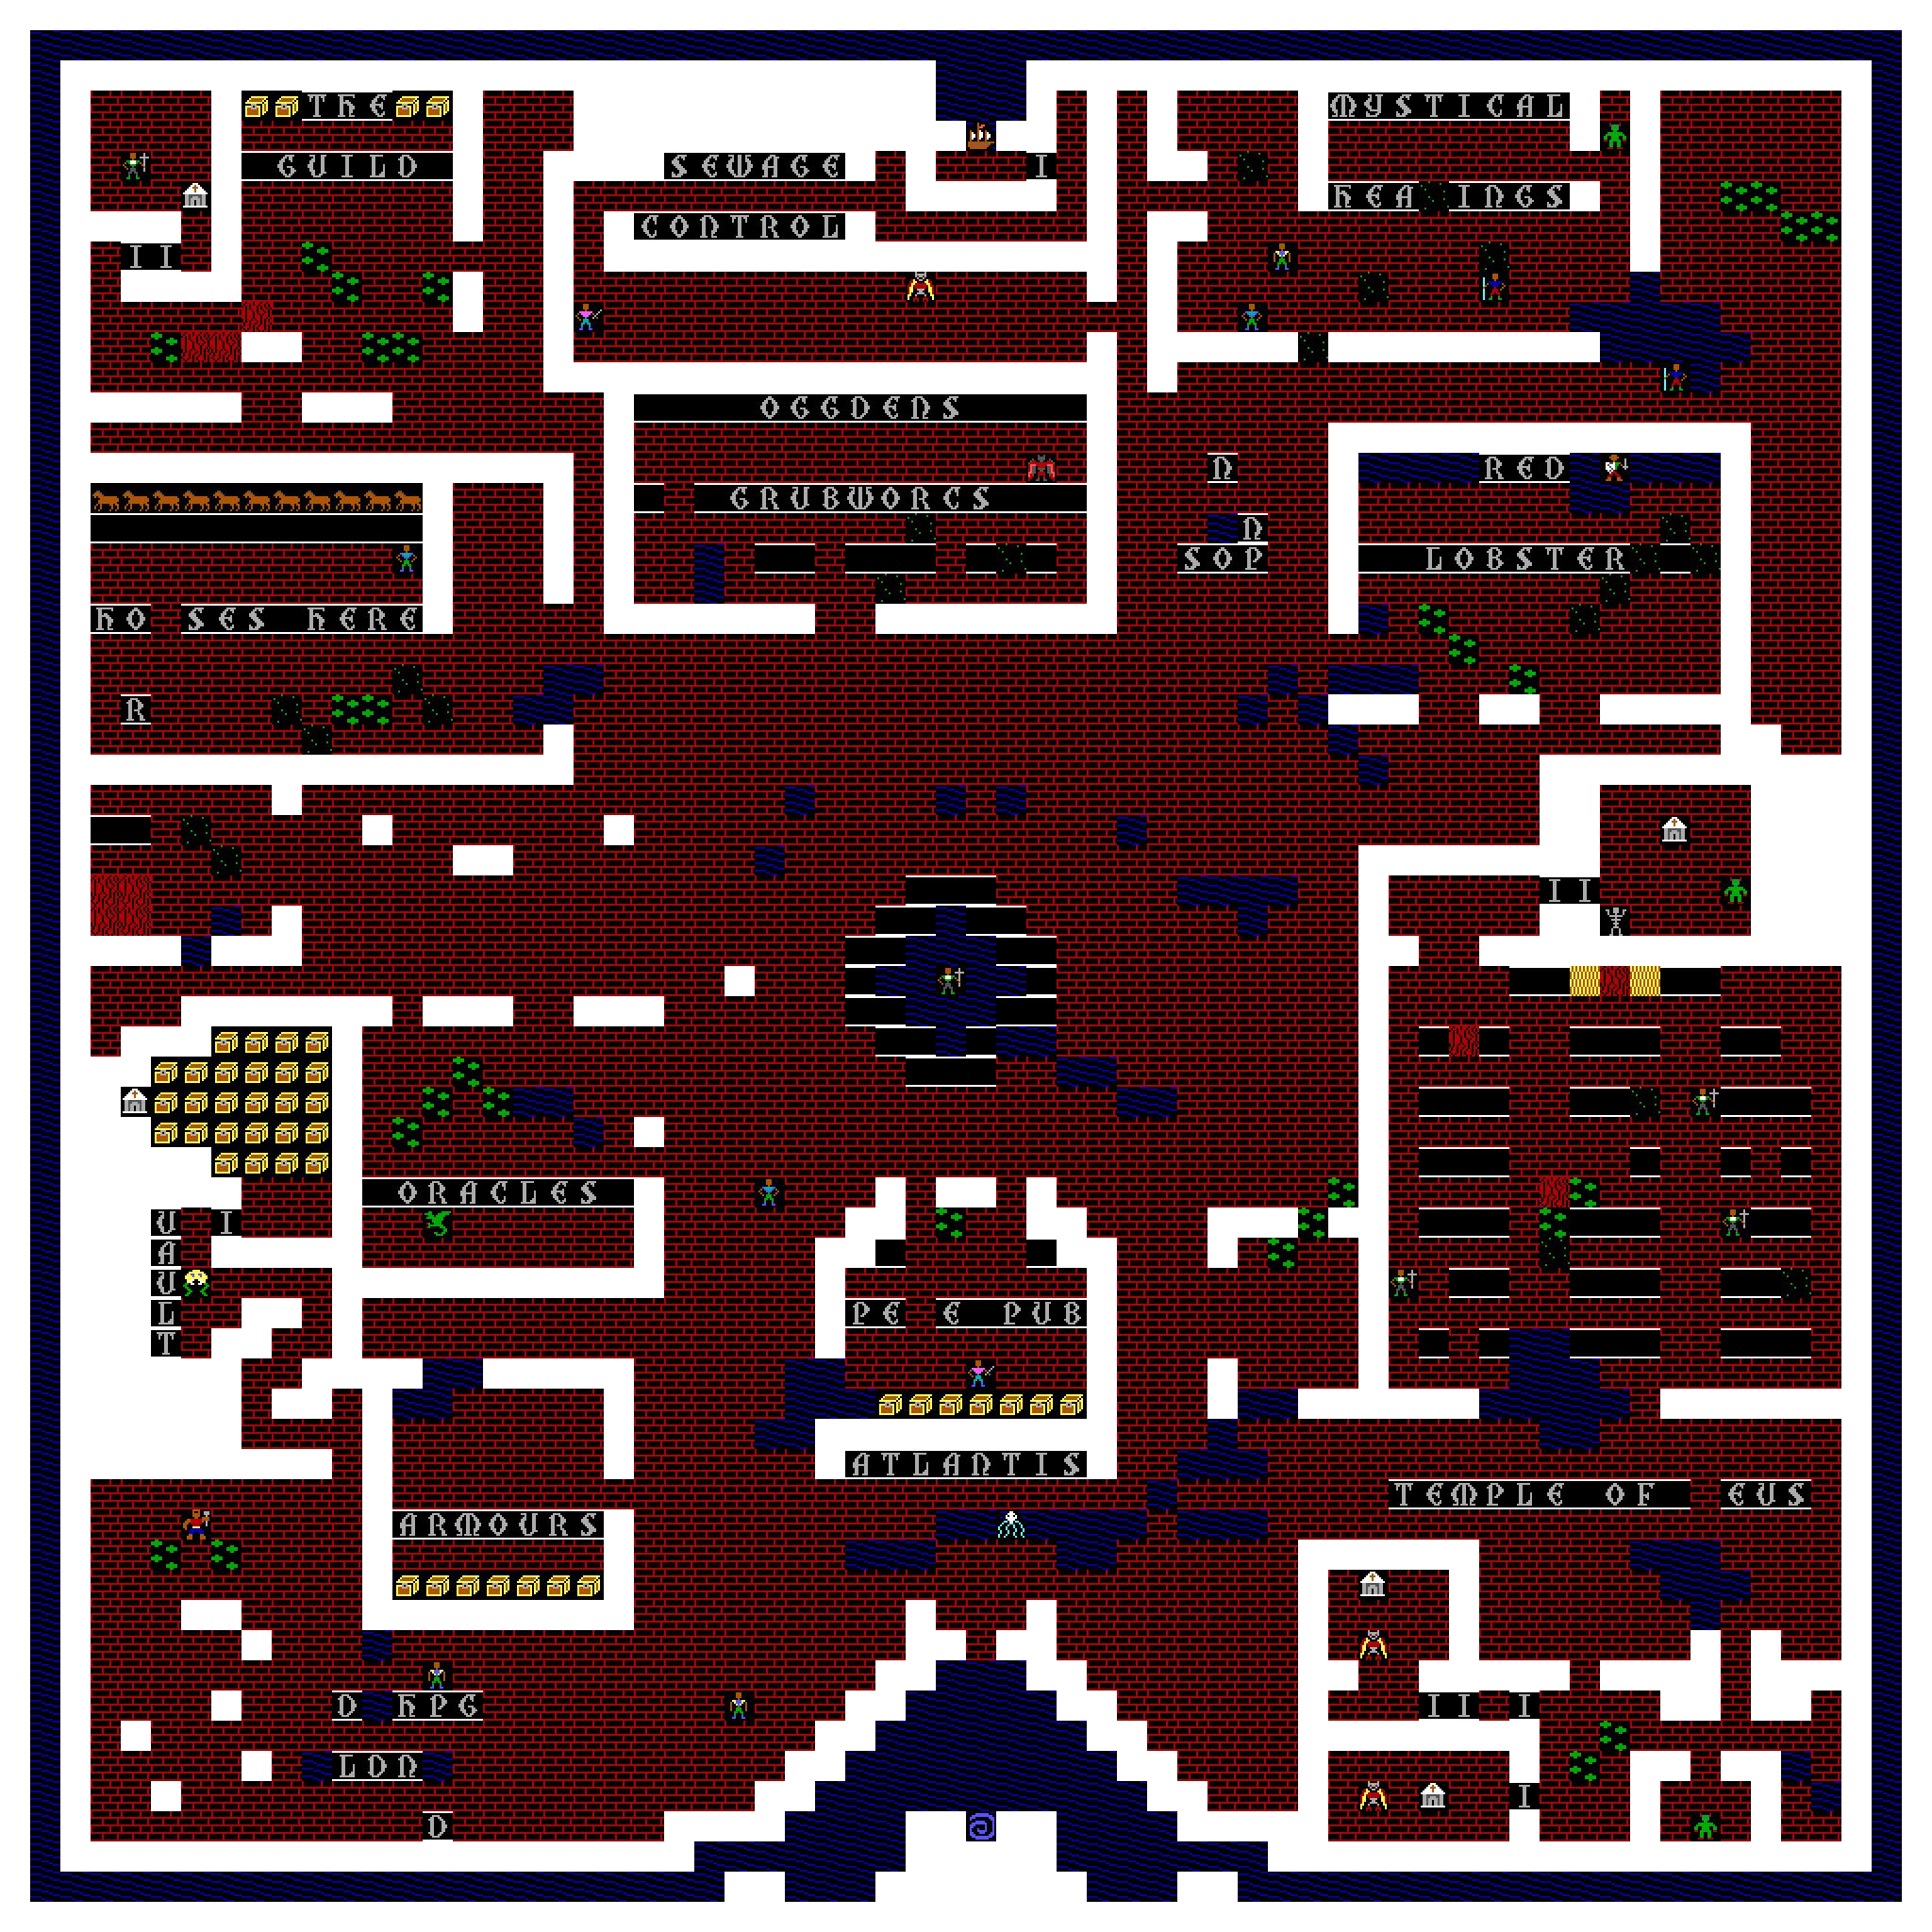 THE
GUILD
MYSTICAL
SEWAGE
I
HEA INGS
CONTROL
II
OGGDENS
RED
N
GRUBWORCS
N
SOP
LOBSTER
HO SES HERE
R
II
ORACLES
I
VAULT
PE E PUB
ATLANTIS
TEMPLE OF EUS
ARMOURS
D HPG
II I
LDN
I
D